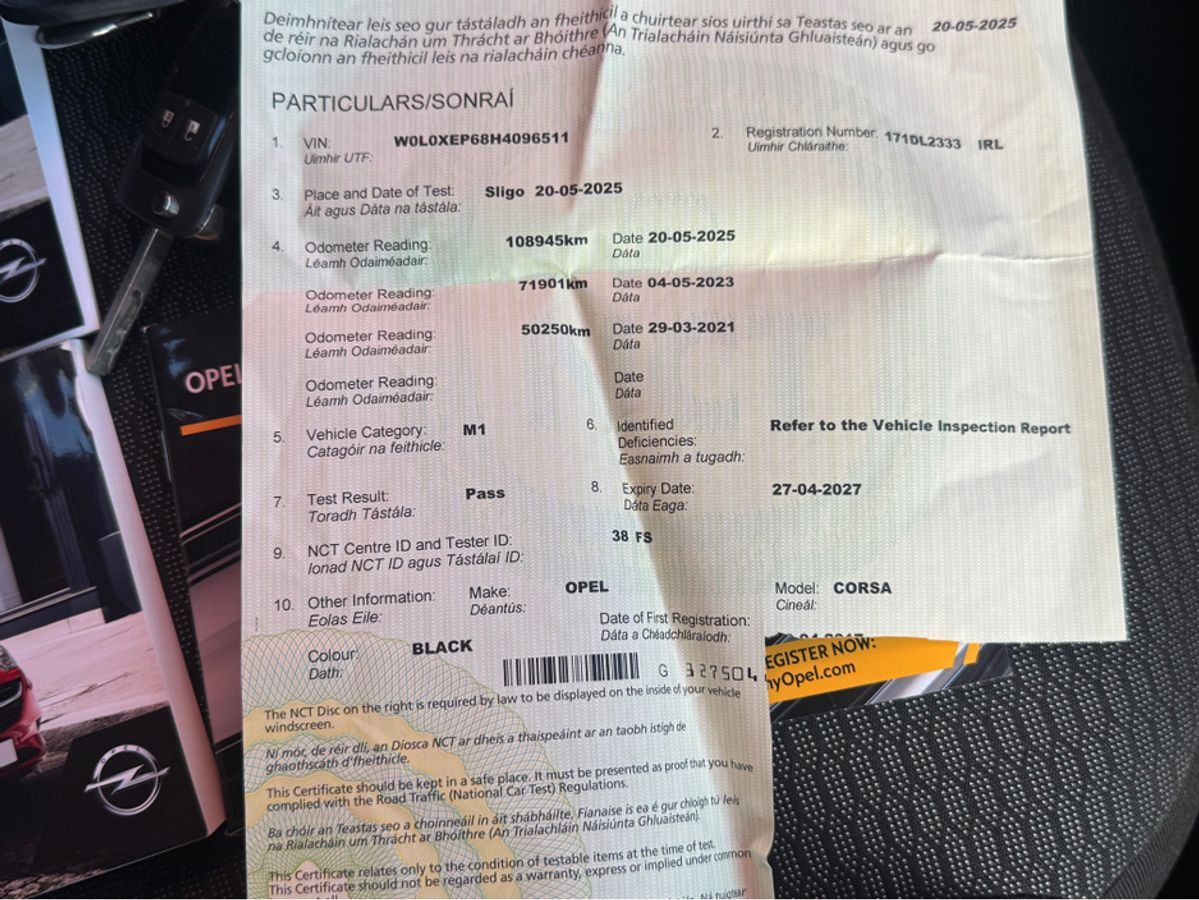 Deimhnítear leis seo gur tástáladh an fheithicil a chuirtear síos uirthi sa Teastas seo ar an 20-05-2025
de réir na Rialachán um Thrácht ar Bhóithre (An Trialacháin Náisiúnta Ghluaisteán) agus go
gcloíonn an fheithicil leis na rialacháin chéanna.
PARTICULARS/SONRAÍ
1. VIN: W0L0XEP68H4096511 2. Registration Number: 171DL2333 IRL
Uimhir UTF: Uimhir Chláraithe:
3. Place and Date of Test: Sligo 20-05-2025
Áit agus Dáta na tástála:
4. Odometer Reading: 108945km Date 20-05-2025
Léamh Odaiméadair: Dáta
Odometer Reading: 71901km Date 04-05-2023
Léamh Odaiméadair: Dáta
Odometer Reading: 50250km Date 29-03-2021
Léamh Odaiméadair: Dáta
Odometer Reading: Date
Léamh Odaiméadair: Dáta
5. Vehicle Category: M1 6. Identified Refer to the Vehicle Inspection Report
Catagóir na feithicle: Deficiencies:
Easnaimh a tugadh:
7. Test Result: Pass 8. Expiry Date: 27-04-2027
Toradh Tástála: Dáta Éaga:
9. NCT Centre ID and Tester ID: 38 FS
Ionad NCT ID agus Tástálaí ID:
10. Other Information: Make: OPEL Model: CORSA
Eolas Eile: Déantús: Cineál:
Date of First Registration:
Dáta a Chéadchláraíodh:
Colour: BLACK
Dath:
G 327504
The NCT Disc on the right is required by law to be displayed on the inside of your vehicle
windscreen.
Ní mór, de réir dlí, an Diosca NCT ar dheis a thaispeáint ar an taobh istigh de
ghaothscáth d'fheithicle.
This Certificate should be kept in a safe place. It must be presented as proof that you have
complied with the Road Traffic (National Car Test) Regulations.
Ba chóir an Teastas seo a choinneáil in áit shábháilte. Fianaise is ea é gur chloigh tú leis
na Rialacháin um Thrácht ar Bhóithre (An Trialachláin Náisiúnta Ghluaisteán).
This Certificate relates only to the condition of testable items at the time of test.
This Certificate should not be regarded as a warranty, express or implied under common
OPEL
EGISTER NOW:
nyOpel.com
OPEL